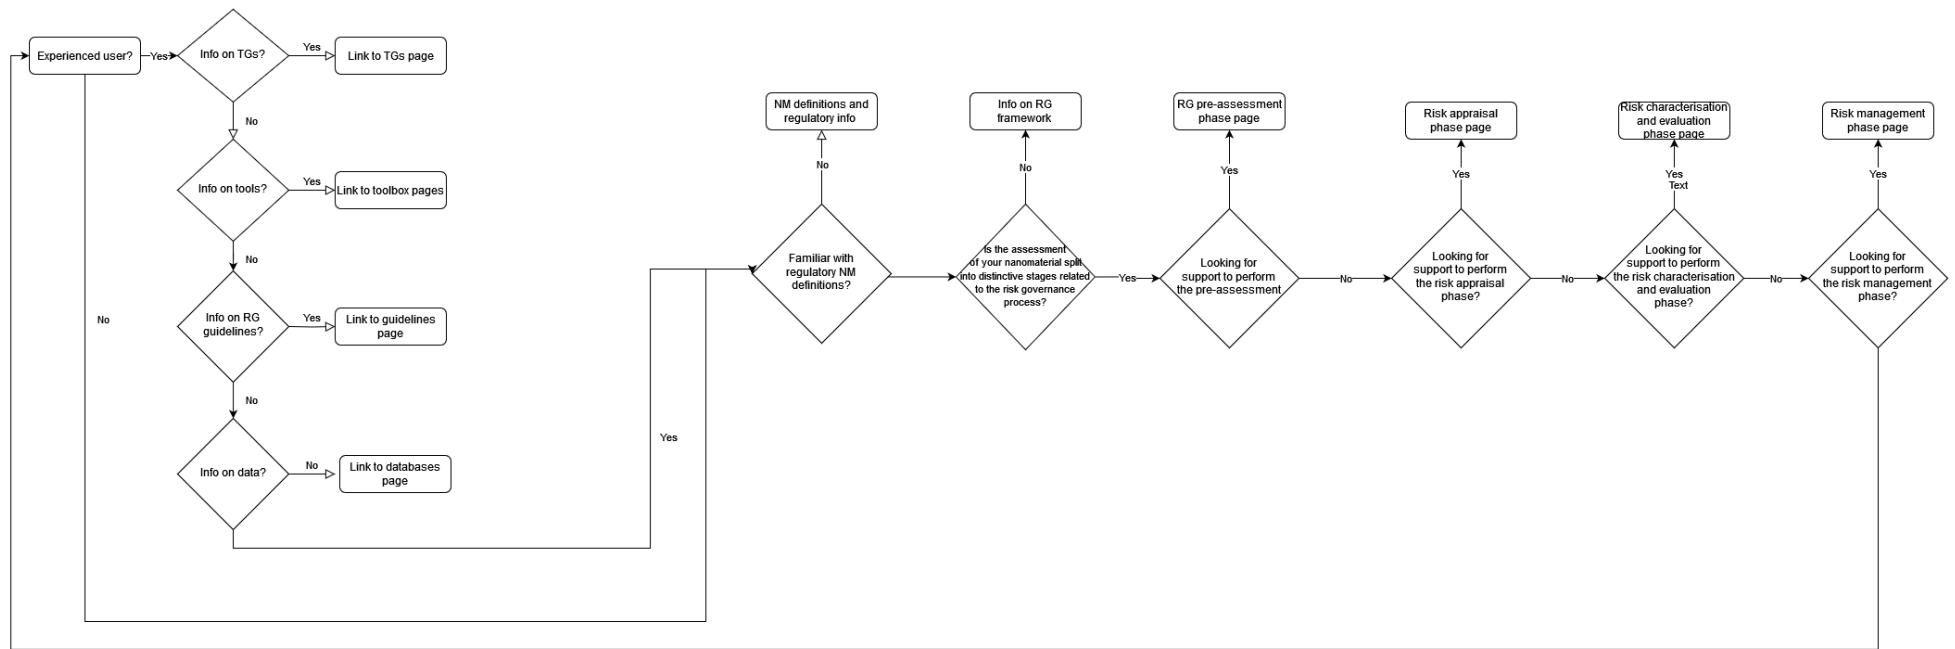 Experienced user?
Yes
Info on TGs?
Yes
Link to TGs page
No
Info on tools?
Yes
Link to toolbox pages
No
Info on RG
guidelines?
Yes
Link to guidelines
page
No
Info on data?
No
Link to databases
page
No
Yes
NM definitions and
regulatory info
No
Familiar with
regulatory NM
definitions?
Info on RG
framework
No
Is the assessment
of your nanomaterial split
into distinctive stages related
to the risk governance
process?
Yes
RG pre-assessment
phase page
Yes
Looking for
support to perform
the pre-assessment
No
Risk appraisal
phase page
Yes
Looking for
support to perform
the risk appraisal
phase?
No
Risk characterisation
and evaluation
phase page
Yes
Text
Looking for
support to perform
the risk characterisation
and evaluation
phase?
No
Risk management
phase page
Yes
Looking for
support to perform
the risk management
phase?